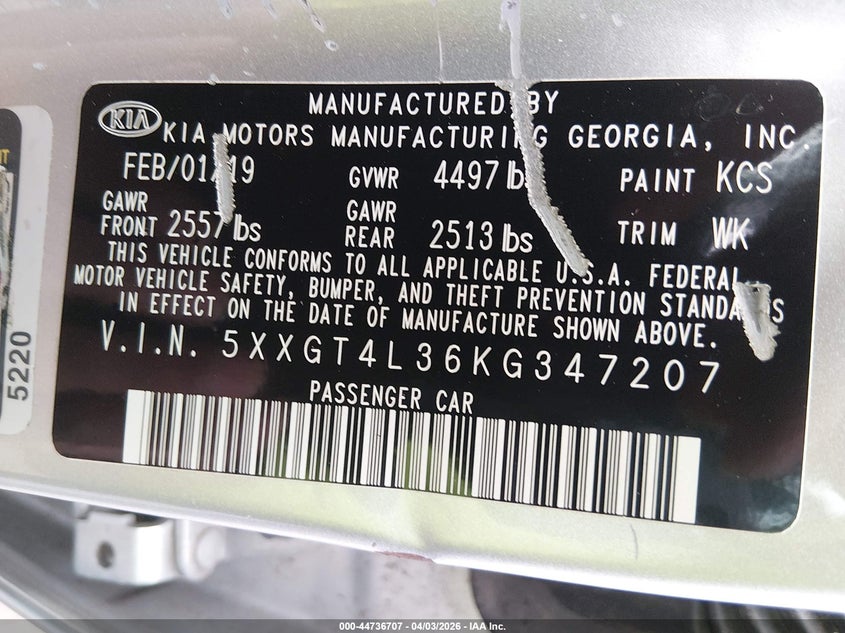 MANUFACTURED BY
KIA KIA MOTORS MANUFACTURING GEORGIA, INC.
FEB/01/19 GVWR 4497 lbs PAINT KCS
GAWR FRONT 2557 lbs GAWR REAR 2513 lbs TRIM WK
THIS VEHICLE CONFORMS TO ALL APPLICABLE U.S.A. FEDERAL
MOTOR VEHICLE SAFETY, BUMPER, AND THEFT PREVENTION STANDARDS
IN EFFECT ON THE DATE OF MANUFACTURE SHOWN ABOVE.
V.I.N. 5XXGT4L36KG347207
PASSENGER CAR
5220
000-44736707 - 04/03/2026 - IAA Inc.